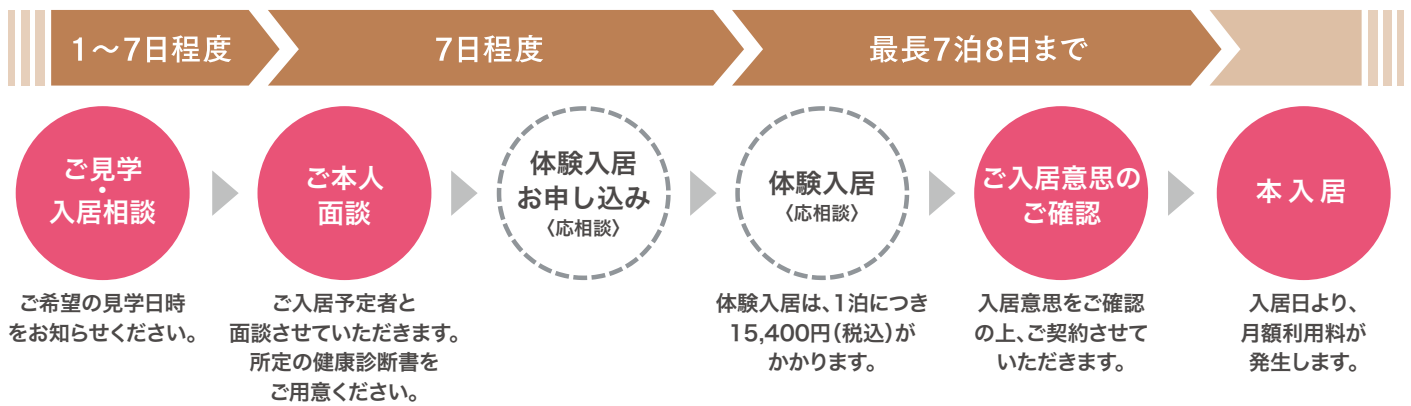 1〜7日程度
7日程度
最長7泊8日まで
ご見学
・
入居相談
ご希望の見学日時
をお知らせください。
ご本人
面談
ご入居予定者と
面談させていただきます。
所定の健康診断書を
ご用意ください。
体験入居
お申し込み
〈応相談〉
体験入居
〈応相談〉
体験入居は、1泊につき
15,400円（税込）が
かかります。
ご入居意思の
ご確認
入居意思をご確認
の上、ご契約させて
いただきます。
本入居
入居日より、
月額利用料が
発生します。